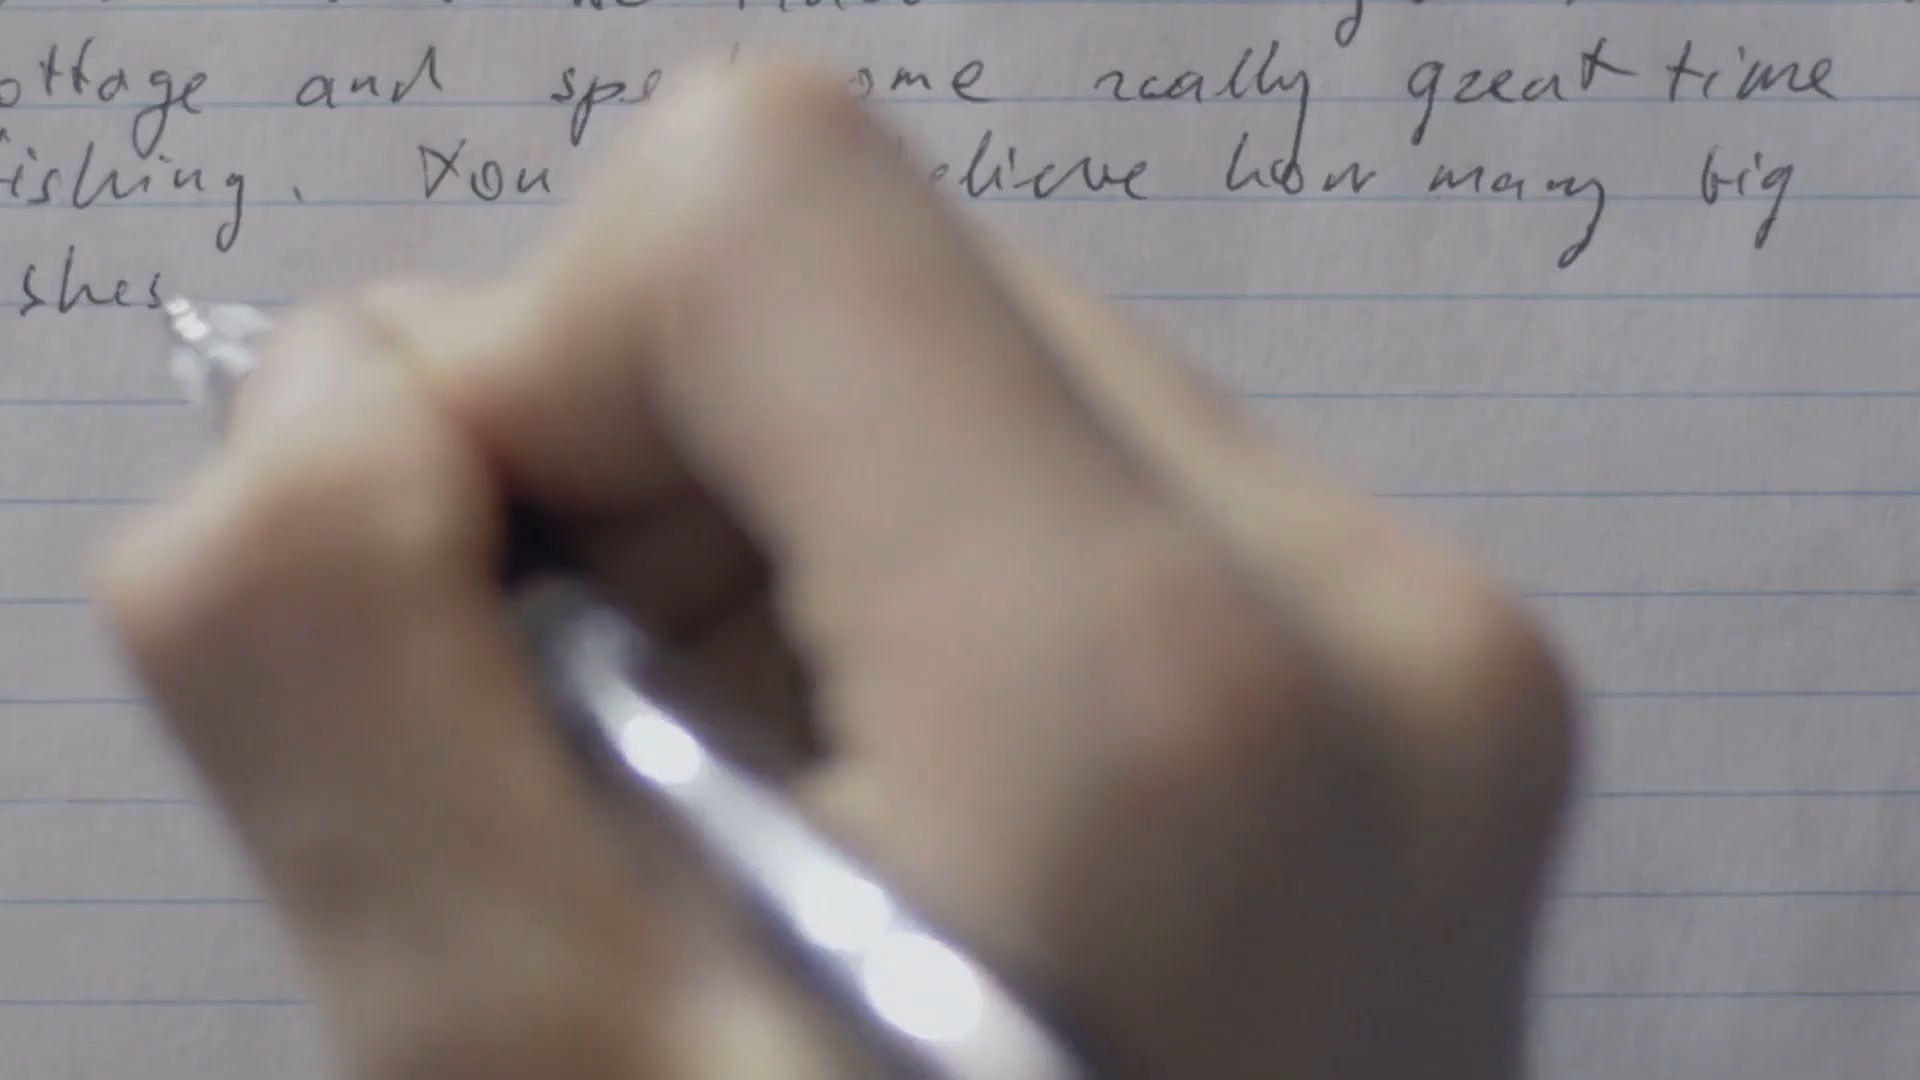 ottage and spe ome really great time
ishing. You elieve how many big
shes